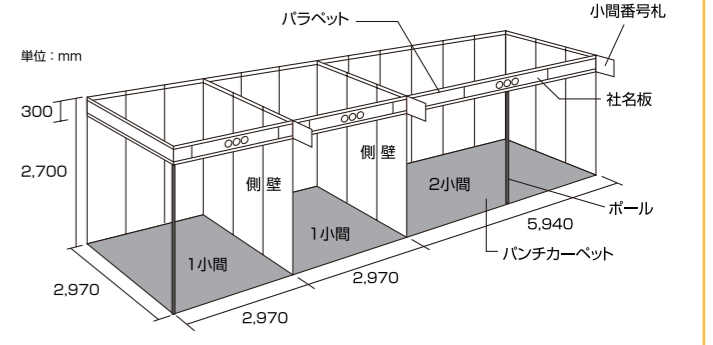 小間番号札
パラペット
単位：mm
300
社名板
○○○
○○○
○○○
側 壁
側 壁
2,700
2小間
ポール
5,940
1小間
パンチカーペット
1小間
2,970
2,970
2,970